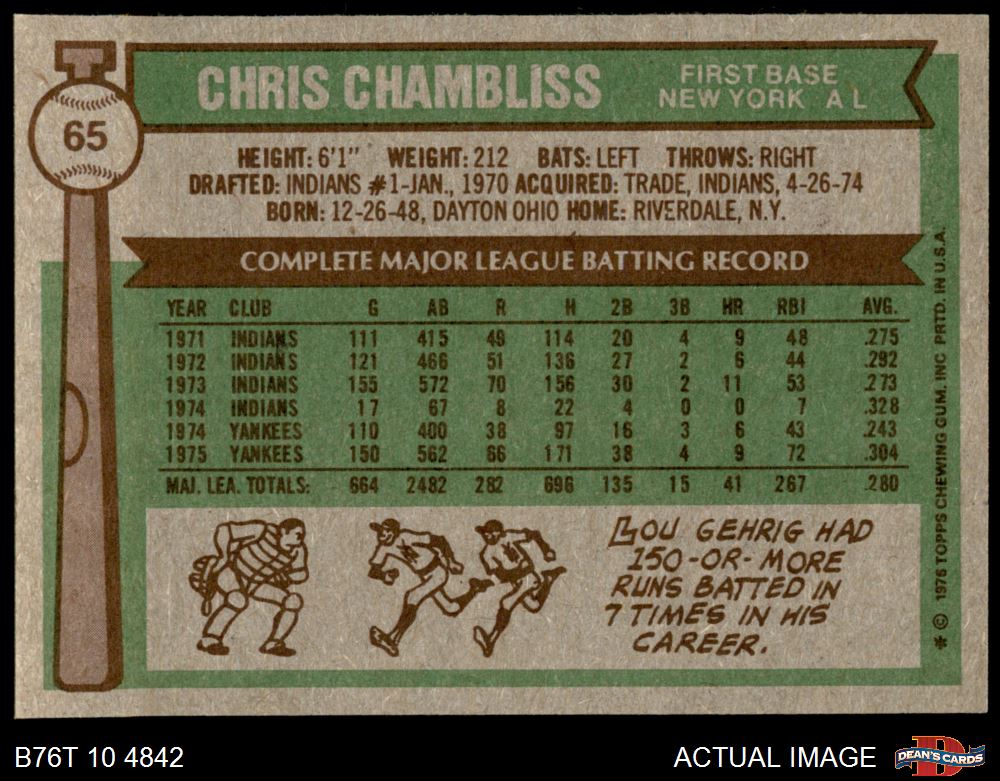 T
65
CHRIS CHAMBLISS
FIRST BASE
NEW YORK A L
HEIGHT: 6'1" WEIGHT: 212 BATS: LEFT THROWS: RIGHT
DRAFTED: INDIANS #1-JAN., 1970 ACQUIRED: TRADE, INDIANS, 4-26-74
BORN: 12-26-48, DAYTON OHIO HOME: RIVERDALE, N.Y.
COMPLETE MAJOR LEAGUE BATTING RECORD
YEAR CLUB G AB R H 2B 3B HR RBI AVG.
1971 INDIANS 111 415 49 114 20 4 9 48 .275
1972 INDIANS 121 466 51 136 27 2 6 44 .292
1973 INDIANS 155 572 70 156 30 2 11 53 .273
1974 INDIANS 17 67 8 22 4 0 0 7 .328
1974 YANKEES 110 400 38 97 16 3 6 43 .243
1975 YANKEES 150 562 66 171 38 4 9 72 .304
MAJ. LEA. TOTALS: 664 2482 282 696 135 15 41 267 .280
LOU GEHRIG HAD
150-OR-MORE
RUNS BATTED IN
7 TIMES IN HIS
CAREER.
* © 1976 TOPPS CHEWING GUM, INC PRTD. IN U.S.A.
B76T 10 4842
ACTUAL IMAGE
D
DEAN'S CARDS